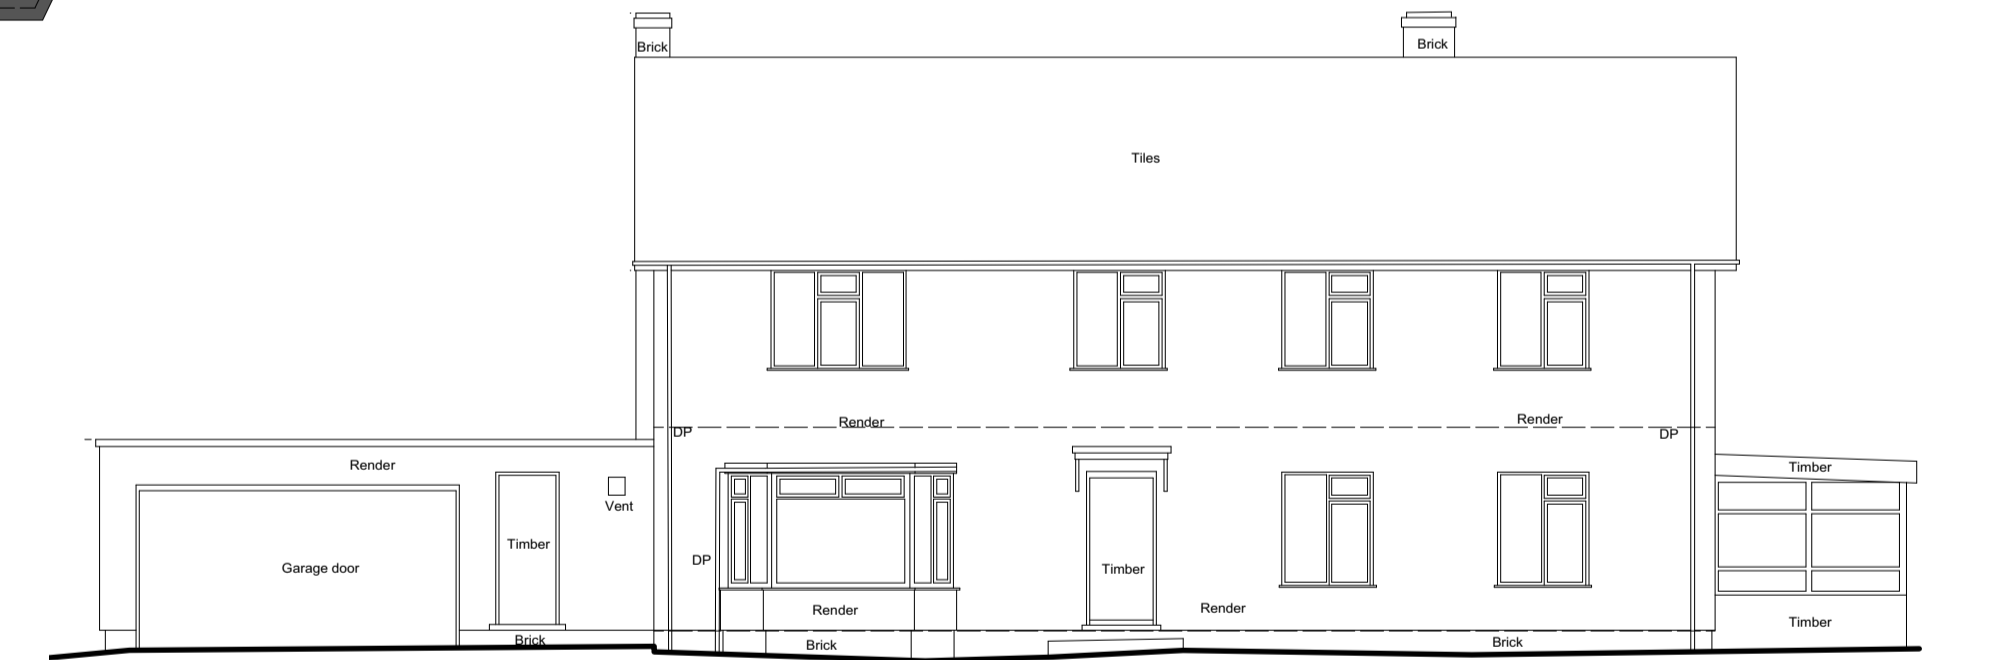 Brick
Brick
Tiles
Render
Render
DP
DP
Render
Timber
Vent
Timber
DP
Garage door
Timber
Render
Render
Timber
Brick
Brick
Brick